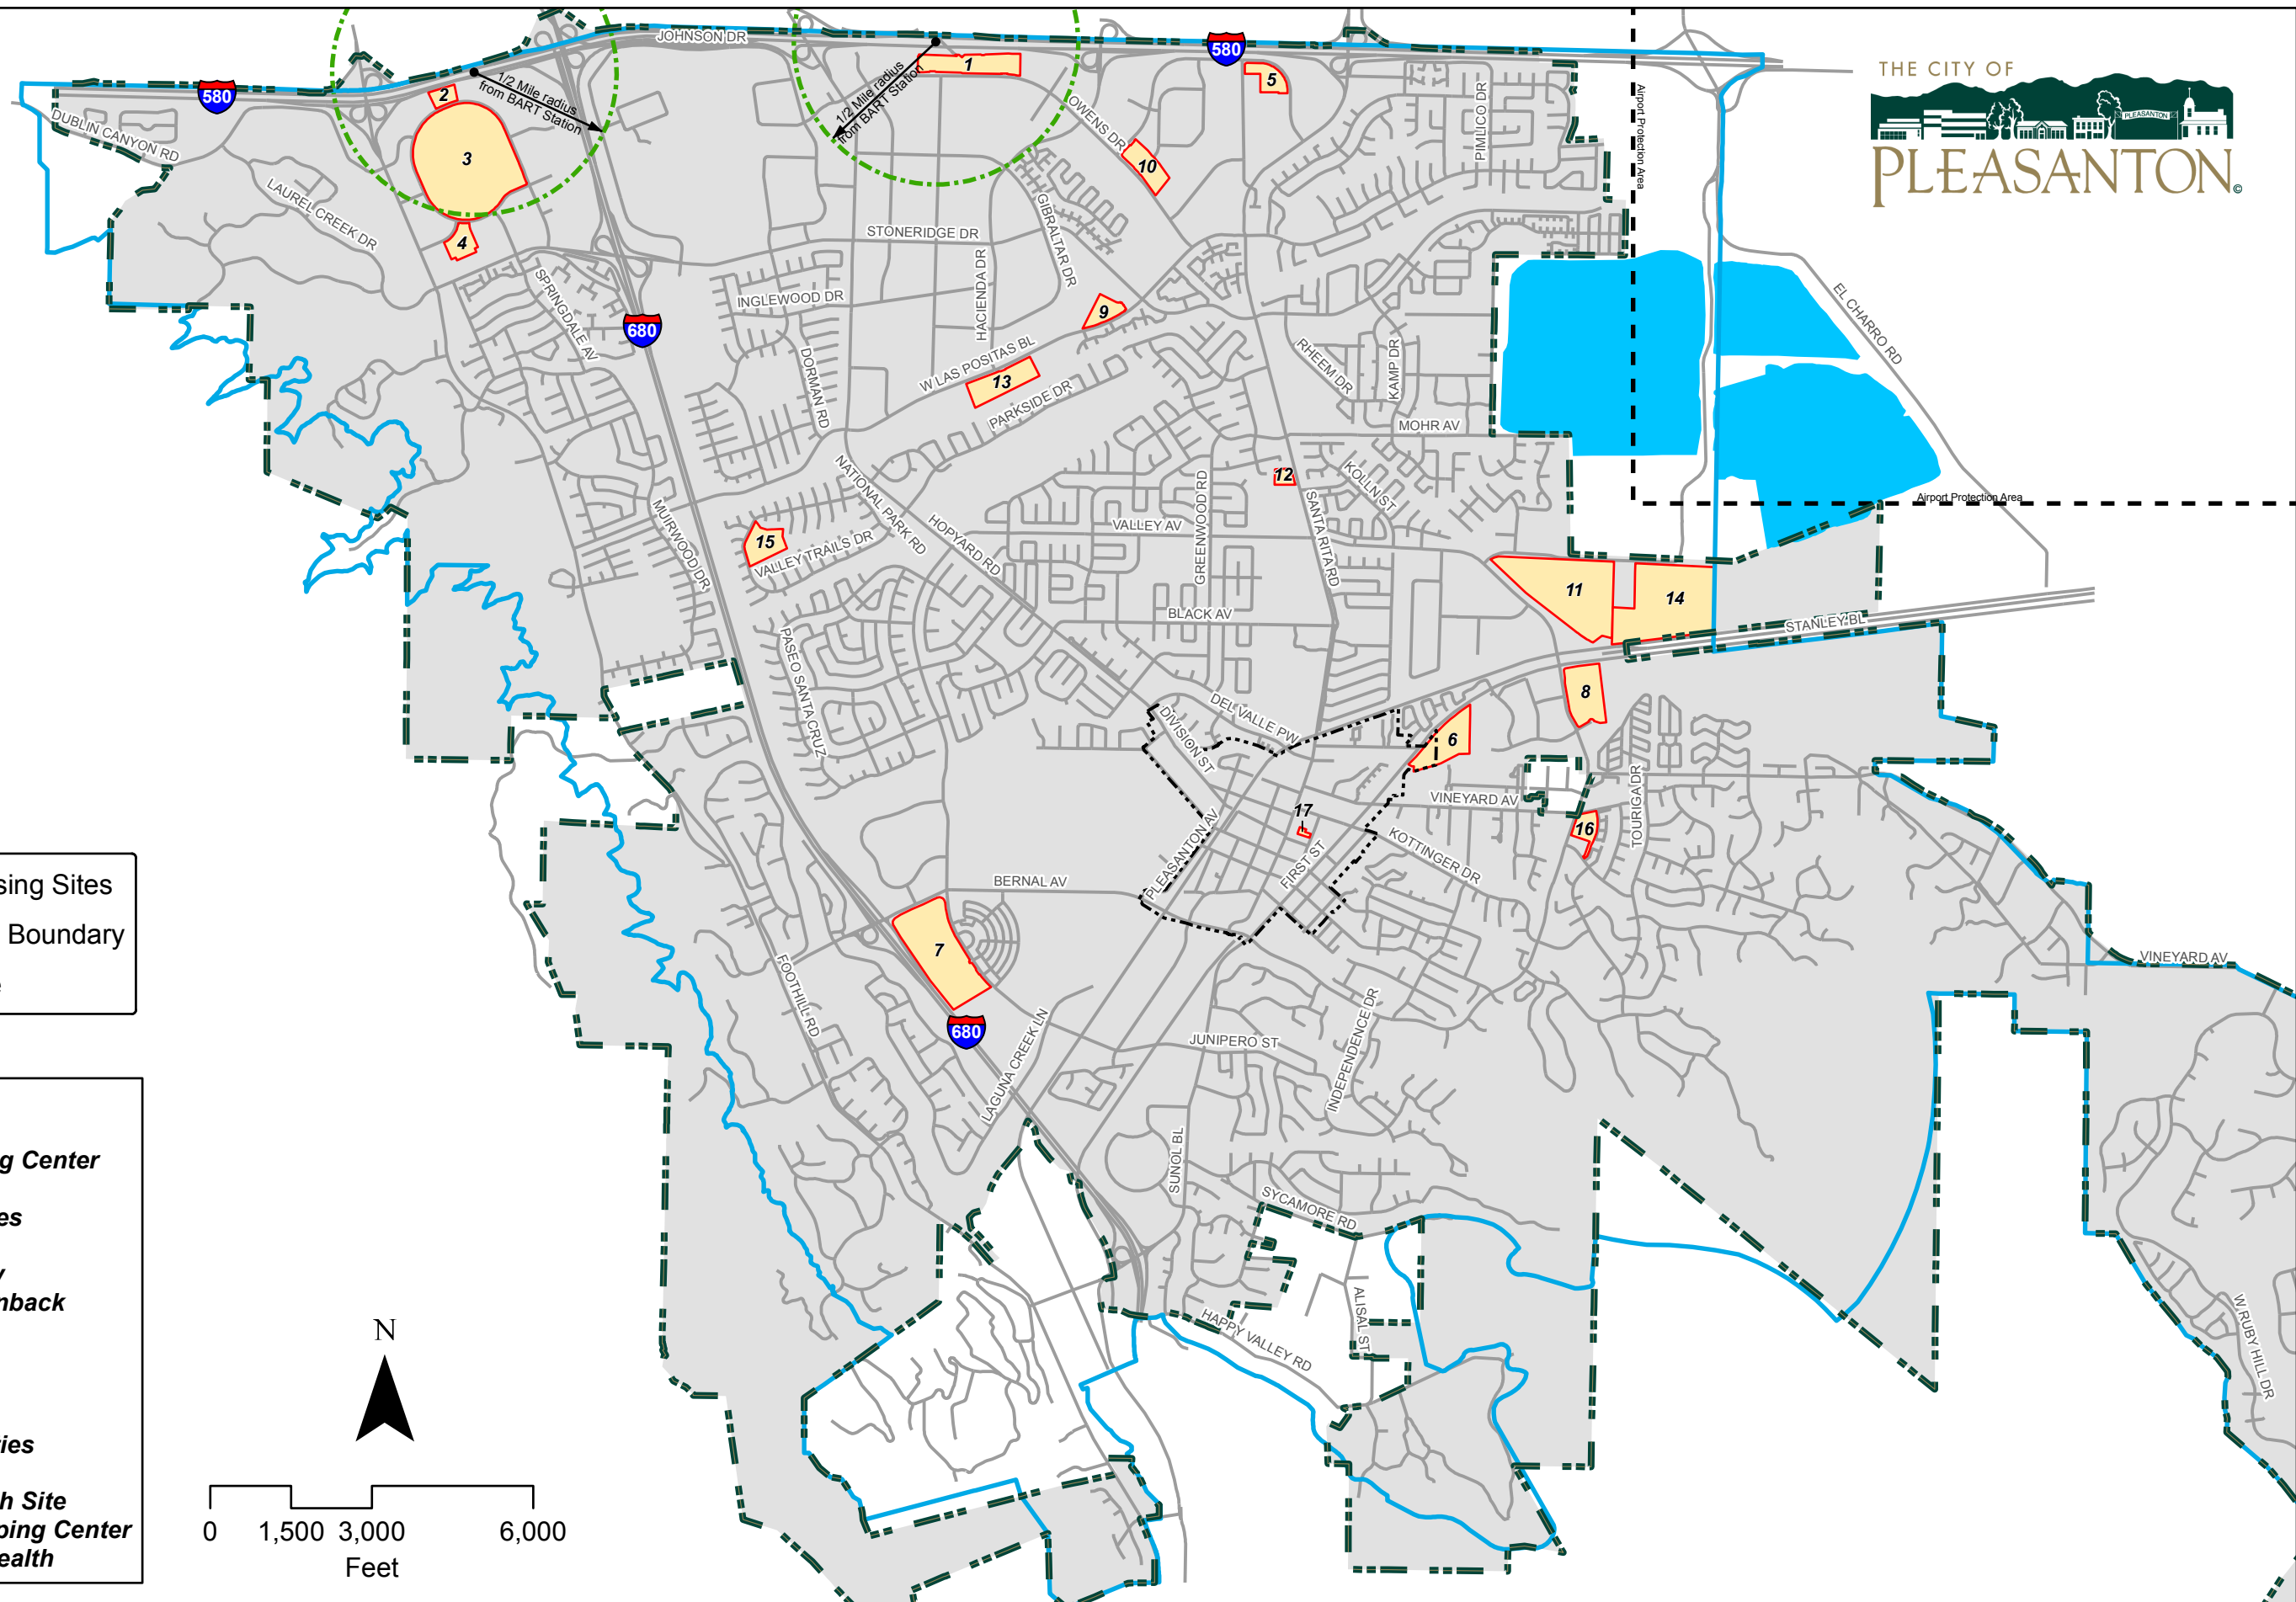 JOHNSON DR
580
THE CITY OF
PLEASANTON
PLEASANTON
©
580
1
2
3
4
5
1/2 Mile radius
from BART Station
1/2 Mile radius
from BART Station
DUBLIN CANYON RD
OWENS DR
PIMLICO DR
Airport Protection Area
10
LAUREL CREEK DR
GIBRALTAR DR
STONERIDGE DR
SPRINGDALE AV
HACIENDA DR
INGLEWOOD DR
9
EL CHARRO RD
680
DORMAN RD
W LAS POSITAS BL
13
PARKSIDE DR
RHEEM DR
KAMP DR
MOHR AV
NATIONAL PARK RD
12
KOLLN ST
GREENWOOD RD
SANTA RITA RD
Airport Protection Area
MUIRWOOD DR
HOPYARD RD
VALLEY AV
15
VALLEY TRAILS DR
11
14
BLACK AV
STANLEY BL
PASEO SANTA CRUZ
8
DEL VALLE PW
DIVISION ST
6
TOURIGA DR
VINEYARD AV
17
16
PLEASANTON AV
FIRST ST
KOTTINGER DR
sing Sites
BERNAL AV
Boundary
7
VINEYARD AV
FOOTHILL RD
680
LAGUNA CREEK LN
JUNIPERO ST
INDEPENDENCE DR
g Center
SUNOL BL
SYCAMORE RD
es
y
nback
ALISAL ST
HAPPY VALLEY RD
W RUBY HILL DR
N
ies
h Site
ping Center
ealth
0 1,500 3,000 6,000
Feet